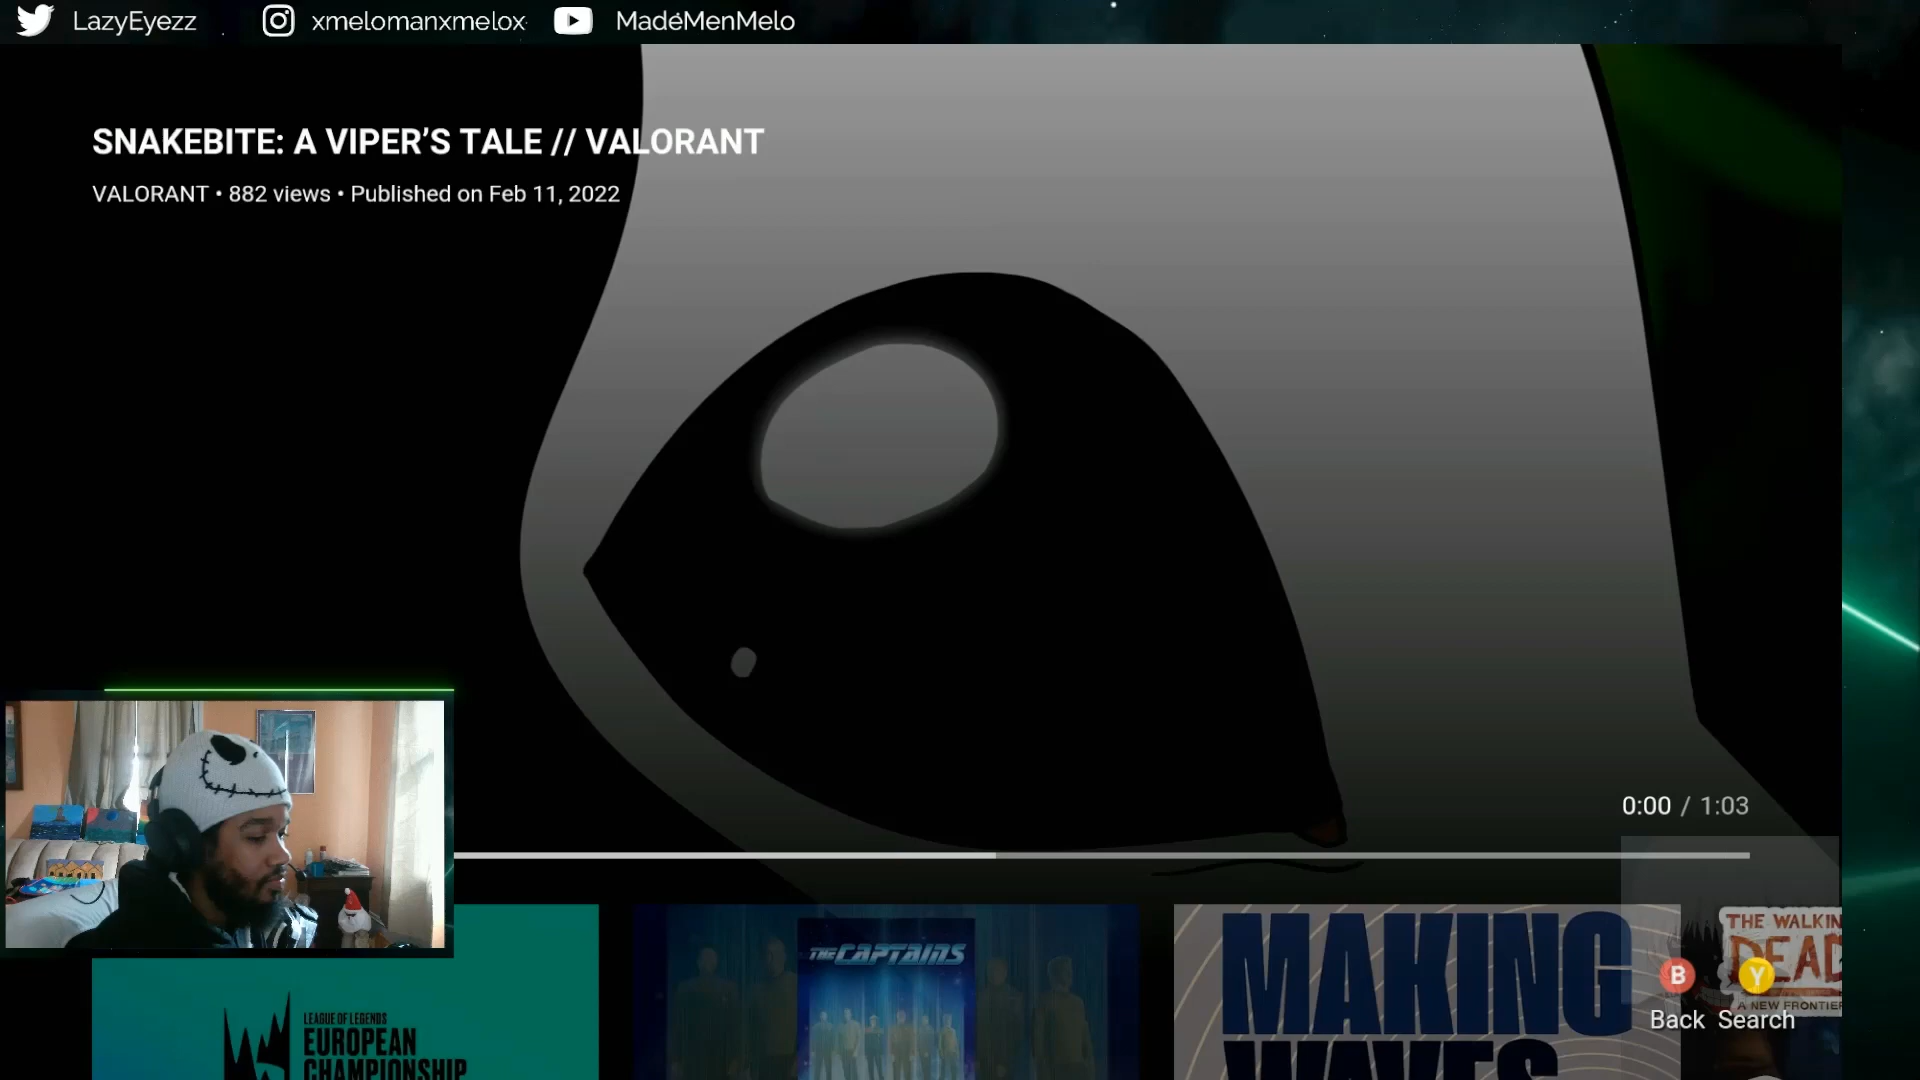 LazyEyezz xmelomanxmelox MadeMenMelo
SNAKEBITE: A VIPER’S TALE // VALORANT
VALORANT • 882 views • Published on Feb 11, 2022
0:00 / 1:03
LEAGUE OF LEGENDS
EUROPEAN
CHAMPIONSHIP
THE CAPTAINS
MAKING
WAVES
THE WALKIN
DEAD
A NEW FRONTIER
B Y
Back Search